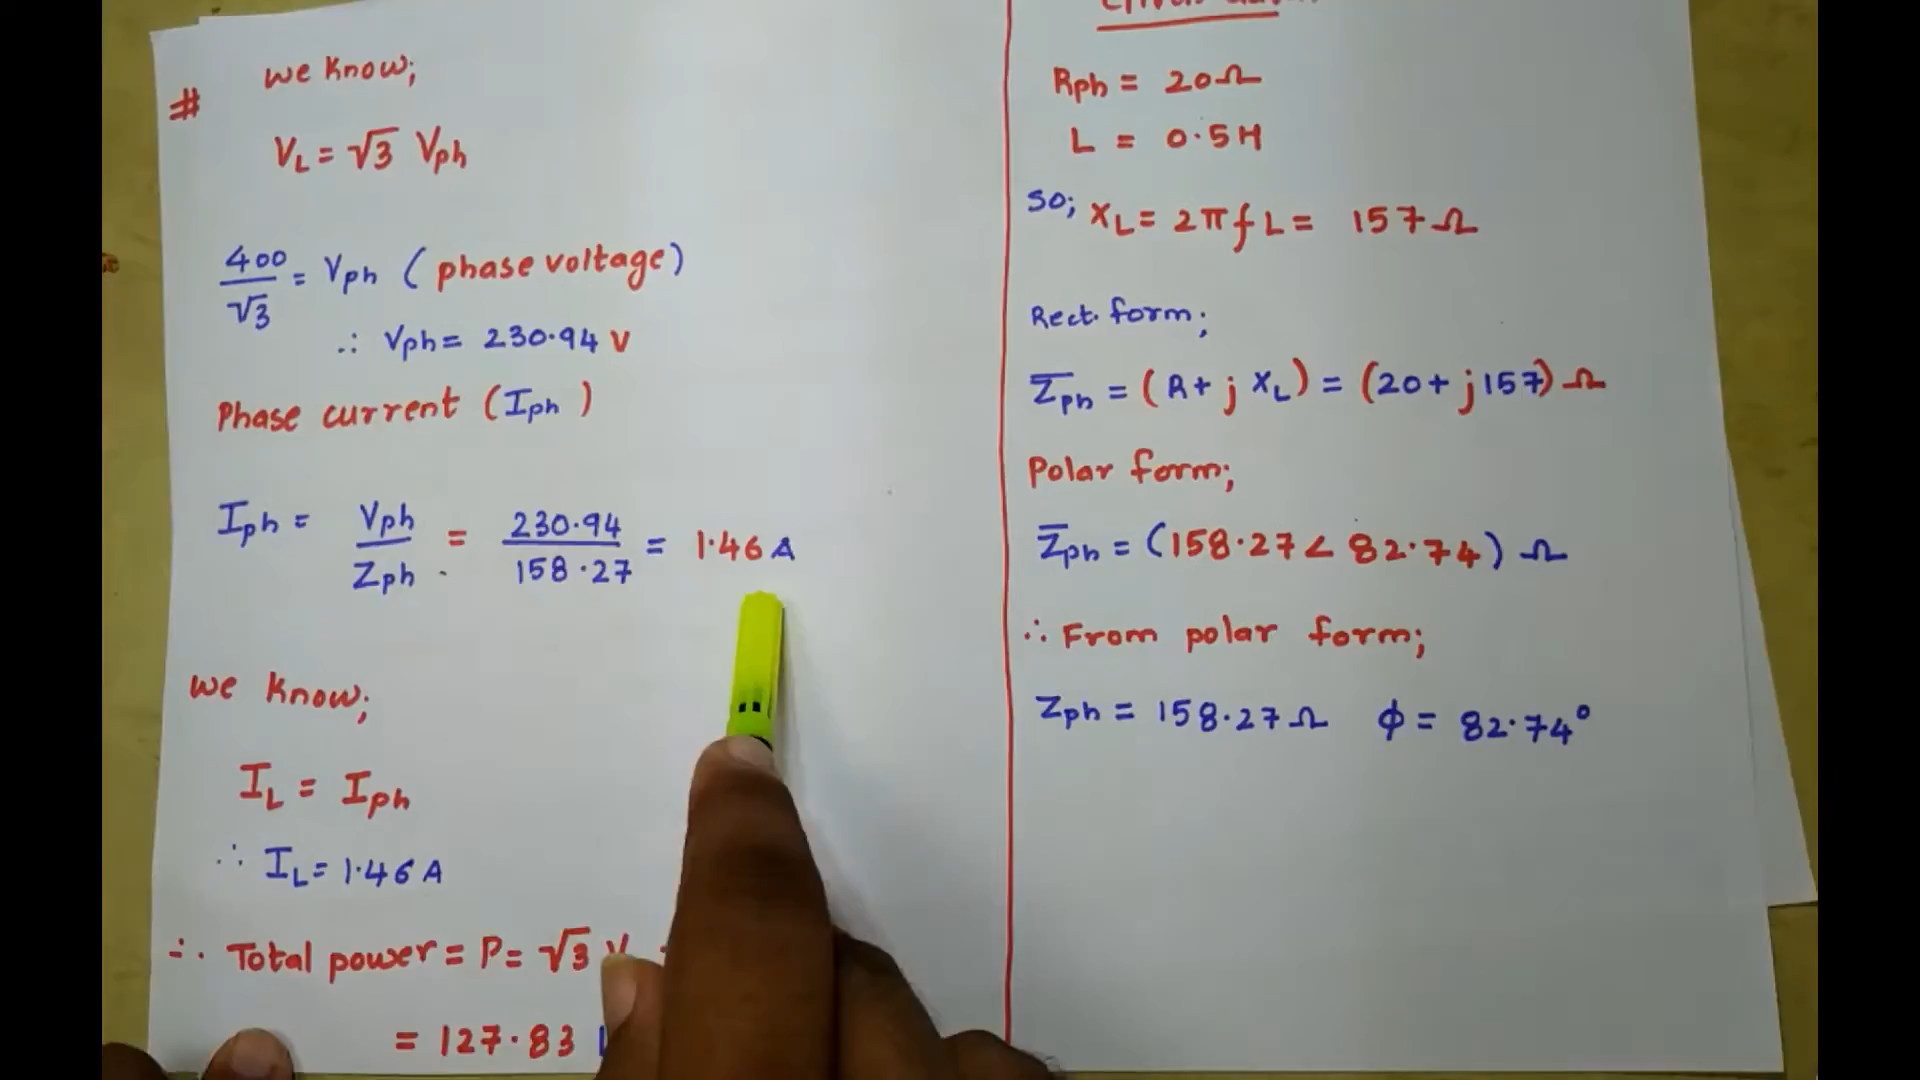 # We Know;
VL = √3 Vph
400/√3 = Vph (phase voltage)
∴ Vph = 230.94 V
Phase current (Iph)
Iph = Vph/Zph = 230.94/158.27 = 1.46 A
We Know;
IL = Iph
∴ IL = 1.46 A
∴ Total power = P = √3 V
= 127.83
Rph = 20Ω
L = 0.5H
So; XL = 2πfL = 157Ω
Rect. form;
Z̅ph = (R + j XL) = (20 + j157) Ω
Polar form;
Z̅ph = (158.27 ∠ 82.74) Ω
∴ From polar form;
Zph = 158.27Ω φ = 82.74°